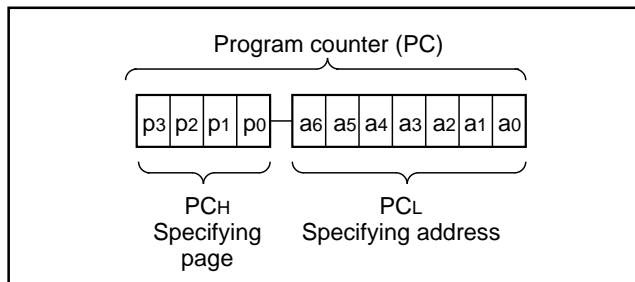 Program counter (PC)
p3 p2 p1 p0 a6 a5 a4 a3 a2 a1 a0
PCH PCL
Specifying page Specifying address